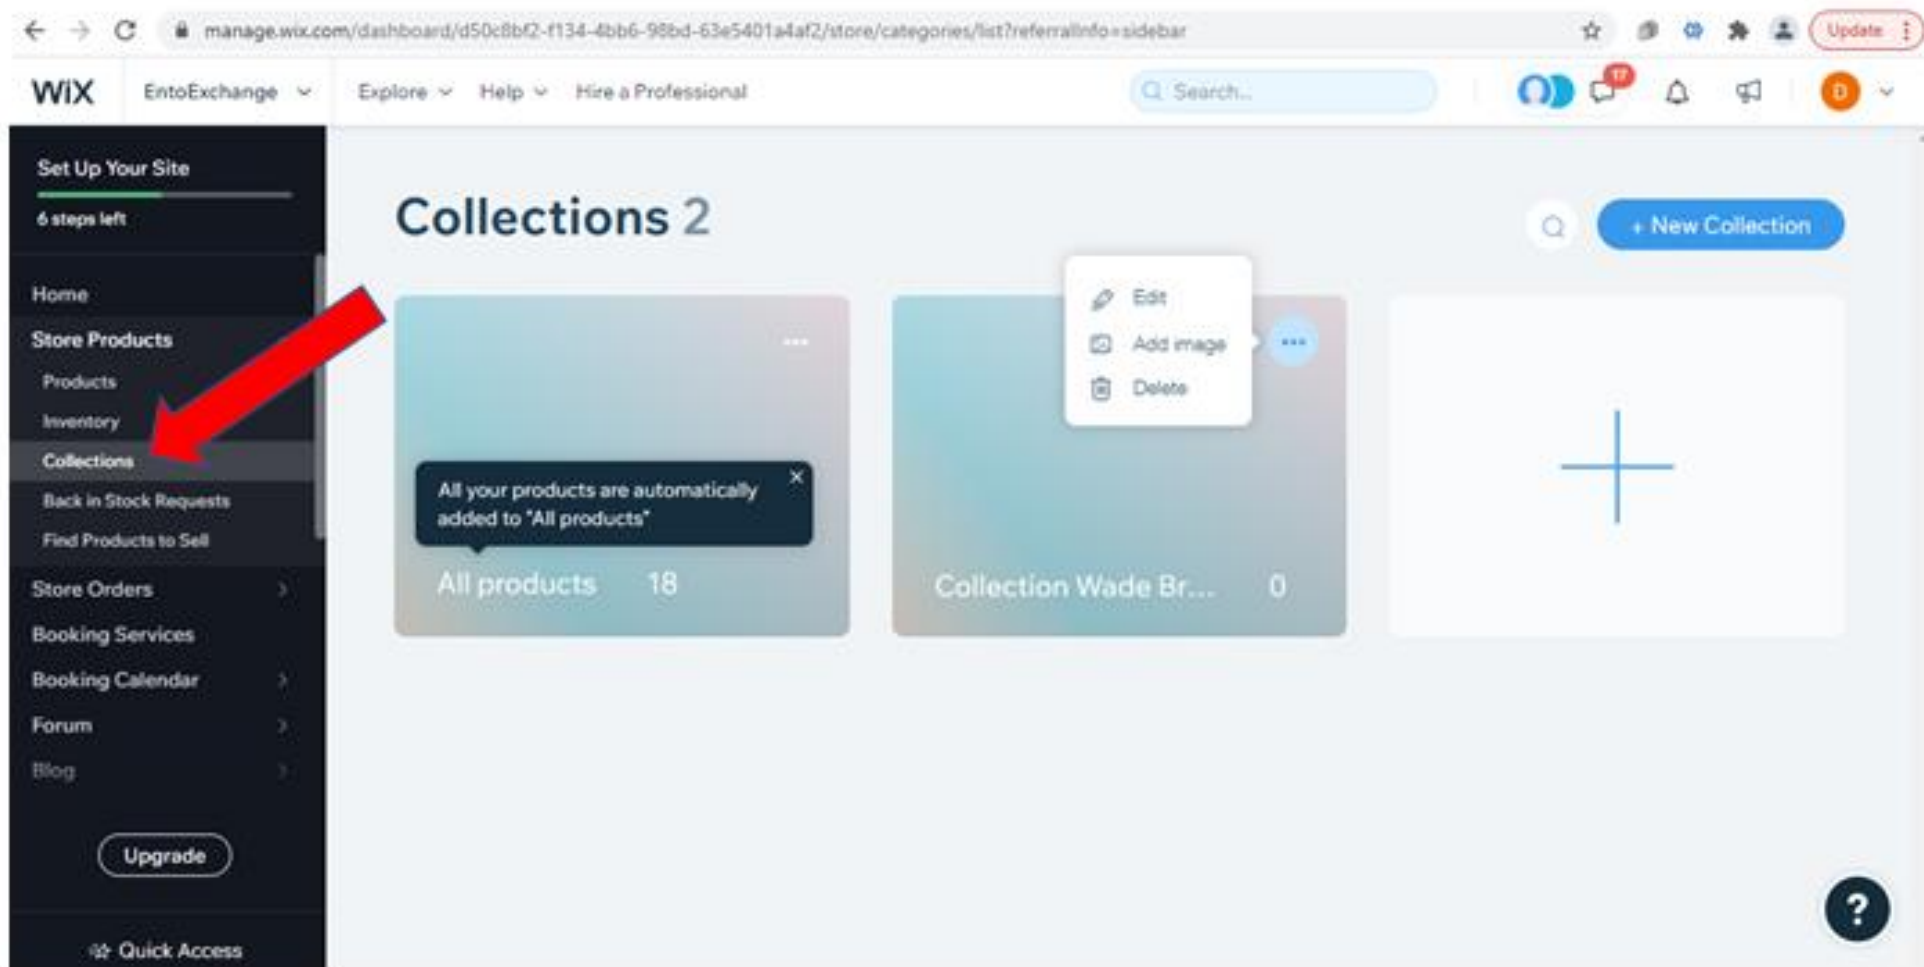 manage.wix.com/dashboard/d50c8bf2-f134-4bb6-98bd-63e5401a4af2/store/categories/list?referralInfo=sidebar
Update
WiX
EntoExchange
Explore
Help
Hire a Professional
Search...
17
D
Set Up Your Site
6 steps left
Home
Store Products
Products
Inventory
Collections
Back in Stock Requests
Find Products to Sell
Store Orders
Booking Services
Booking Calendar
Forum
Blog
Upgrade
Quick Access
Collections 2
+ New Collection
All your products are automatically
added to "All products"
All products 18
Edit
Add image
Delete
Collection Wade Br... 0
?